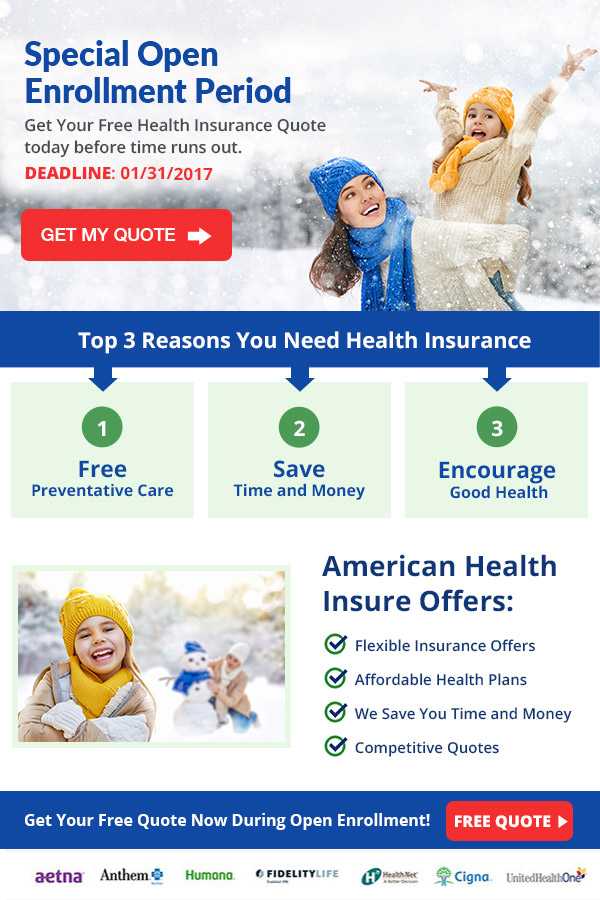 Special Open
Enrollment Period
Get Your Free Health Insurance Quote
today before time runs out.
DEADLINE: 01/31/2017
GET MY QUOTE
Top 3 Reasons You Need Health Insurance
1
Free
Preventative Care
2
Save
Time and Money
3
Encourage
Good Health
American Health
Insure Offers:
Flexible Insurance Offers
Affordable Health Plans
We Save You Time and Money
Competitive Quotes
Get Your Free Quote Now During Open Enrollment!
FREE QUOTE
aetna
Anthem
Humana.
FIDELITYLIFE
Health Net
A Better Decision
Cigna.
UnitedHealthOne